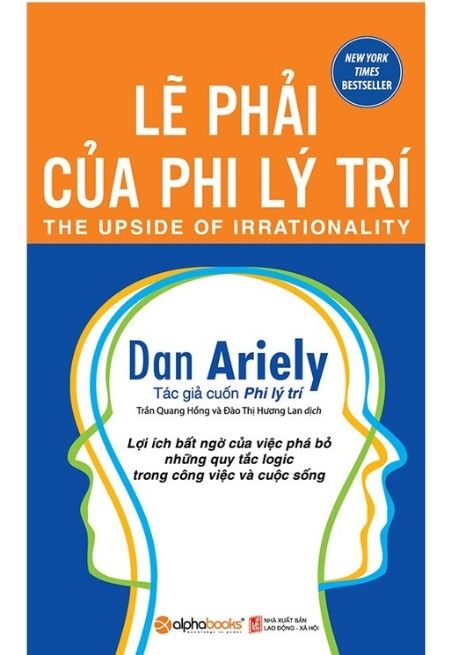 NEW YORK
TIMES
BESTSELLER
LẼ PHẢI
CỦA PHI LÝ TRÍ
THE UPSIDE OF IRRATIONALITY
Dan Ariely
Tác giả cuốn Phi lý trí
Trần Quang Hồng và Đào Thị Hương Lan dịch
Lợi ích bất ngờ của việc phá bỏ
những quy tắc logic
trong công việc và cuộc sống
alphabooks
knowledge is power
NHÀ XUẤT BẢN
LAO ĐỘNG - XÃ HỘI